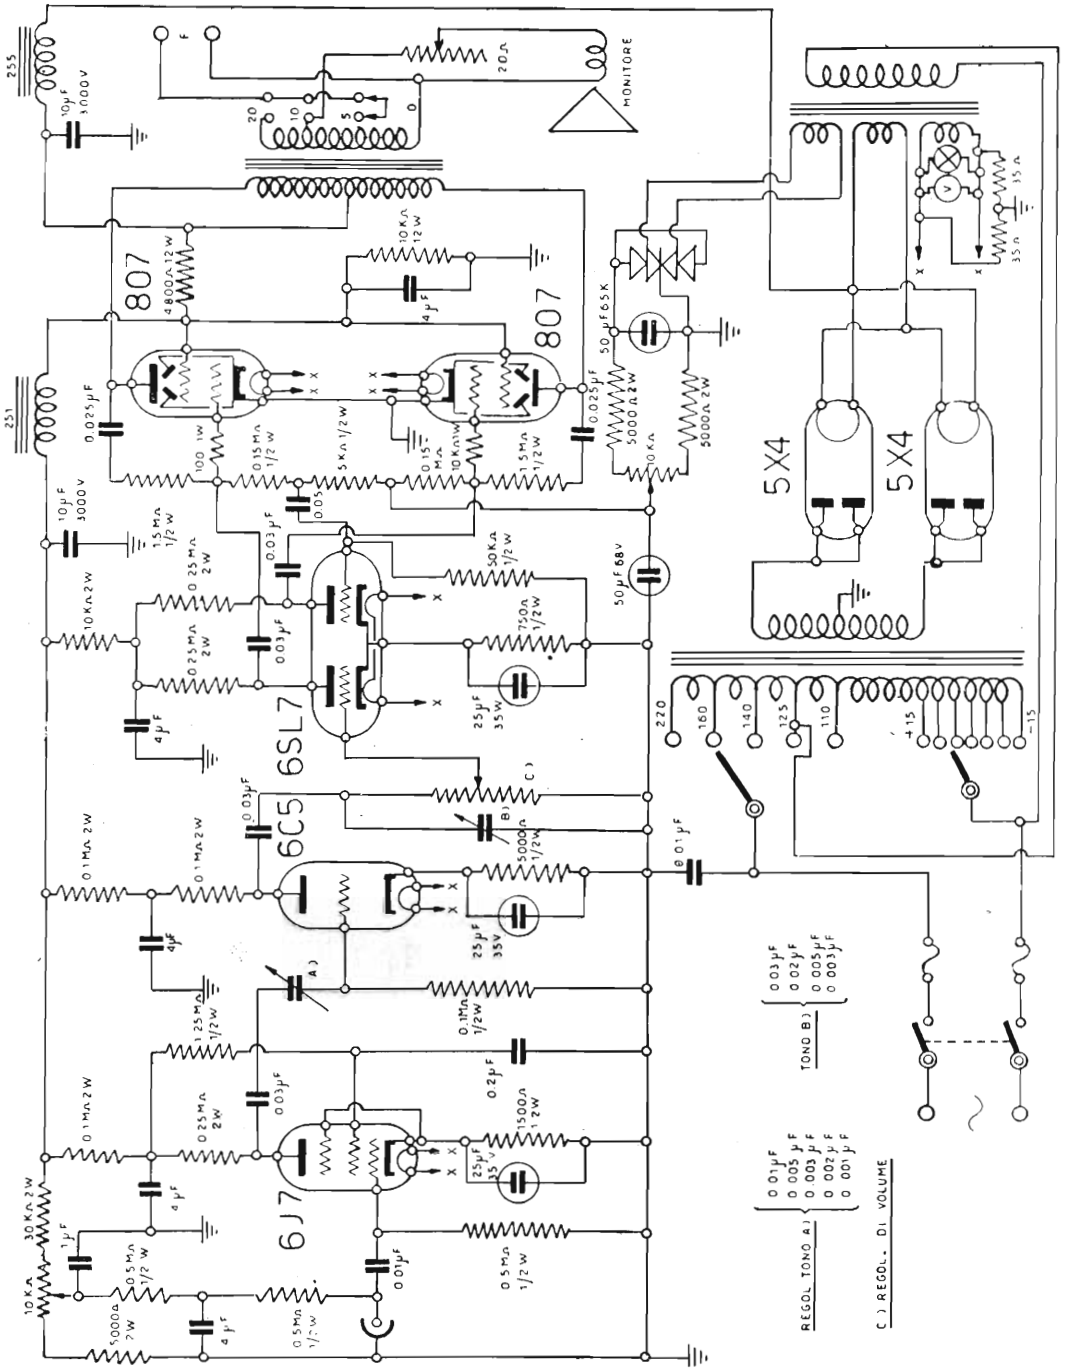 255
10µF
3000V
F
20
10
5
0
20Ω
MONITORE
807
4800Ω 12W
10KΩ
12W
4µF
807
251
0.025µF
100 1W
0.15MΩ
1/2W
5KΩ 1/2W
0.15
MΩ
10KΩ 1W
1.5MΩ
1/2W
0.025µF
X
X
X
X
50µF 65K
5000Ω 2W
10KΩ
5000Ω 2W
35Ω
35Ω
V
X
X
10µF
3000V
1.5MΩ
1/2W
0.05
0.03µF
10KΩ 2W
0.25MΩ
2W
0.25MΩ
2W
0.03µF
4µF
6SL7
50KΩ
1/2W
750Ω
1/2W
25µF
35W
X
X
50µF 68V
5X4
5X4
0.1MΩ 2W
0.1MΩ 2W
0.03µF
4µF
6C5
C)
B)
5000Ω
1/2W
25µF
35V
X
X
220
160
140
125
110
+15
-15
0.01µF
A)
1.25MΩ
1/2W
0.1MΩ
1/2W
0.2µF
0.1MΩ 2W
0.25MΩ
2W
0.03µF
4µF
6J7
1500Ω
1 2W
25µF
35V
X
X
30KΩ 2W
10KΩ
1µF
0.5MΩ
1/2W
5000Ω
2W
4µF
0.5MΩ
1/2W
0.01µF
0.5MΩ
1/2W
TONO B)
0.03µF
0.02µF
0.005µF
0.003µF
REGOL TONO A)
0.01µF
0.005µF
0.003µF
0.002µF
0.001µF
C) REGOL. DI VOLUME